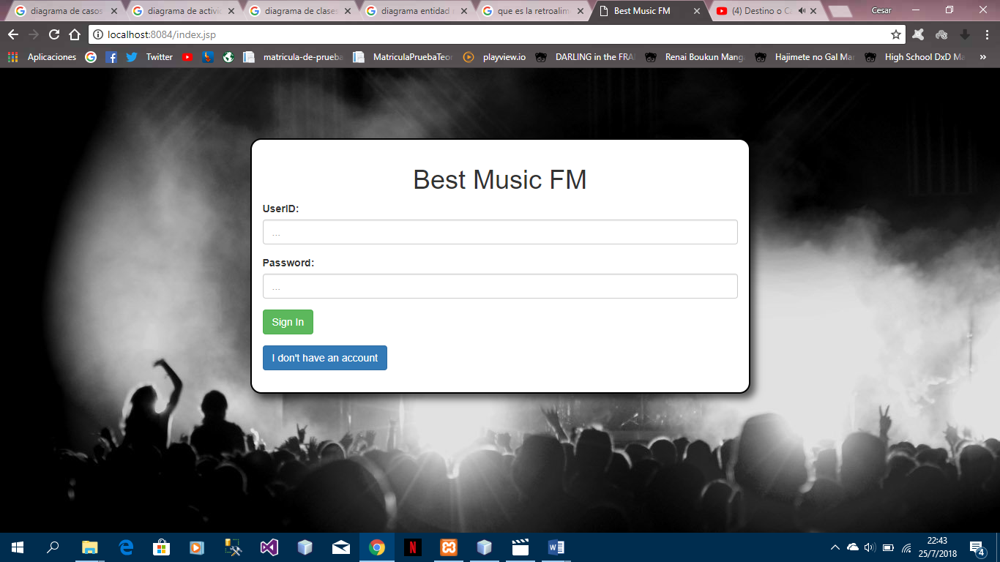 diagrama de casos
diagrama de activi
diagrama de clases
diagrama entidad
que es la retroalim
Best Music FM
(4) Destino o Ca
Cesar
localhost:8084/index.jsp
Aplicaciones
Twitter
matricula-de-prueba
MatriculaPruebaTeor
playview.io
DARLING in the FRA
Renai Boukun Mang
Hajimete no Gal Mar
High School DxD Ma
»
Best Music FM
UserID:
...
Password:
...
Sign In
I don't have an account
22:43
25/7/2018
4